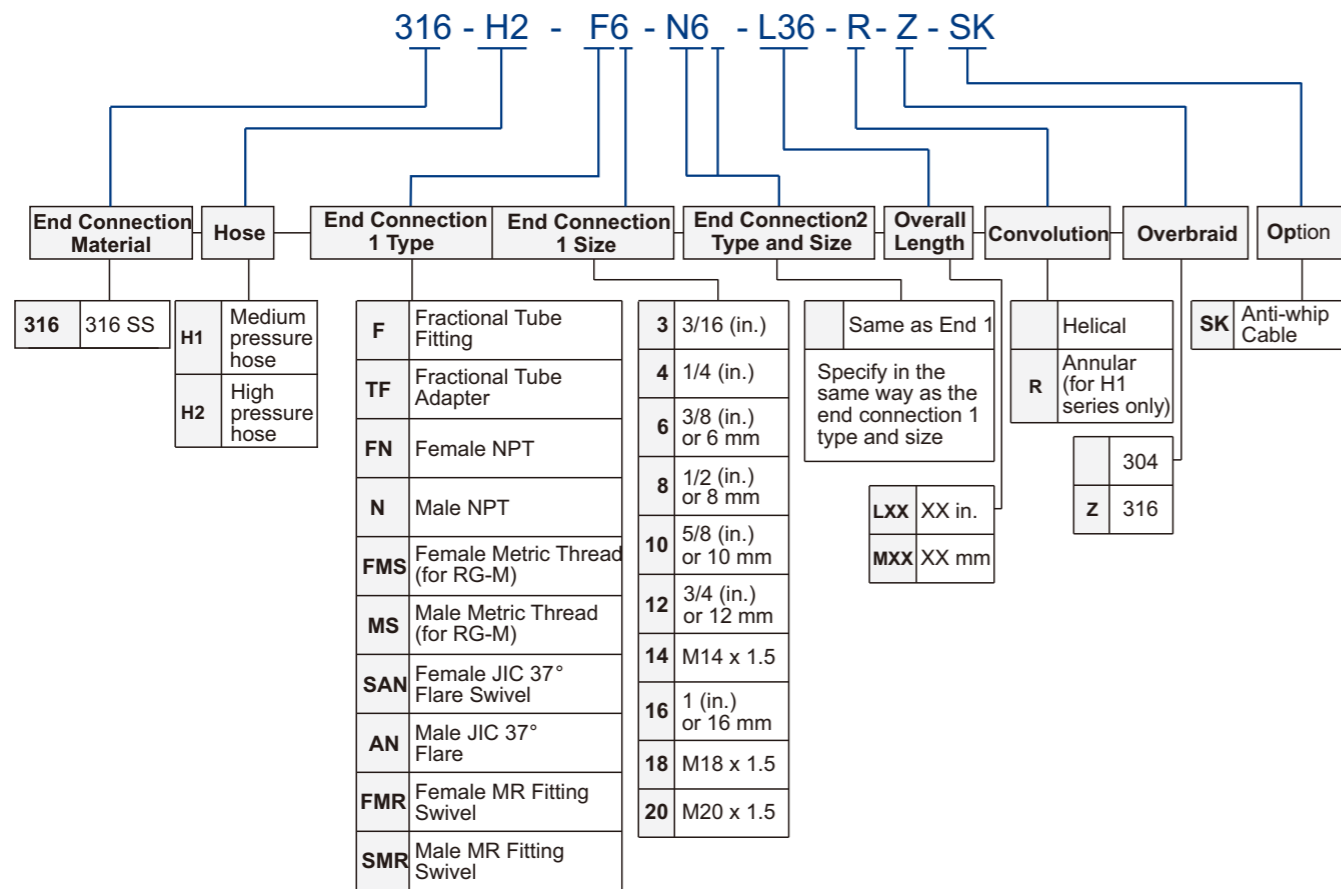 316 - H2 - F6 - N6 - L36 - R - Z - SK
End Connection
Material
Hose
End Connection
1 Type
End Connection
1 Size
End Connection2
Type and Size
Overall
Length
Convolution
Overbraid
Option
316 316 SS
H1 Medium
pressure
hose
H2 High
pressure
hose
F Fractional Tube
Fitting
TF Fractional Tube
Adapter
FN Female NPT
N Male NPT
FMS Female Metric Thread
(for RG-M)
MS Male Metric Thread
(for RG-M)
SAN Female JIC 37°
Flare Swivel
AN Male JIC 37°
Flare
FMR Female MR Fitting
Swivel
SMR Male MR Fitting
Swivel
3 3/16 (in.)
4 1/4 (in.)
6 3/8 (in.)
or 6 mm
8 1/2 (in.)
or 8 mm
10 5/8 (in.)
or 10 mm
12 3/4 (in.)
or 12 mm
14 M14 x 1.5
16 1 (in.)
or 16 mm
18 M18 x 1.5
20 M20 x 1.5
Same as End 1
Specify in the
same way as the
end connection 1
type and size
LXX XX in.
MXX XX mm
Helical
R Annular
(for H1
series only)
304
Z 316
SK Anti-whip
Cable